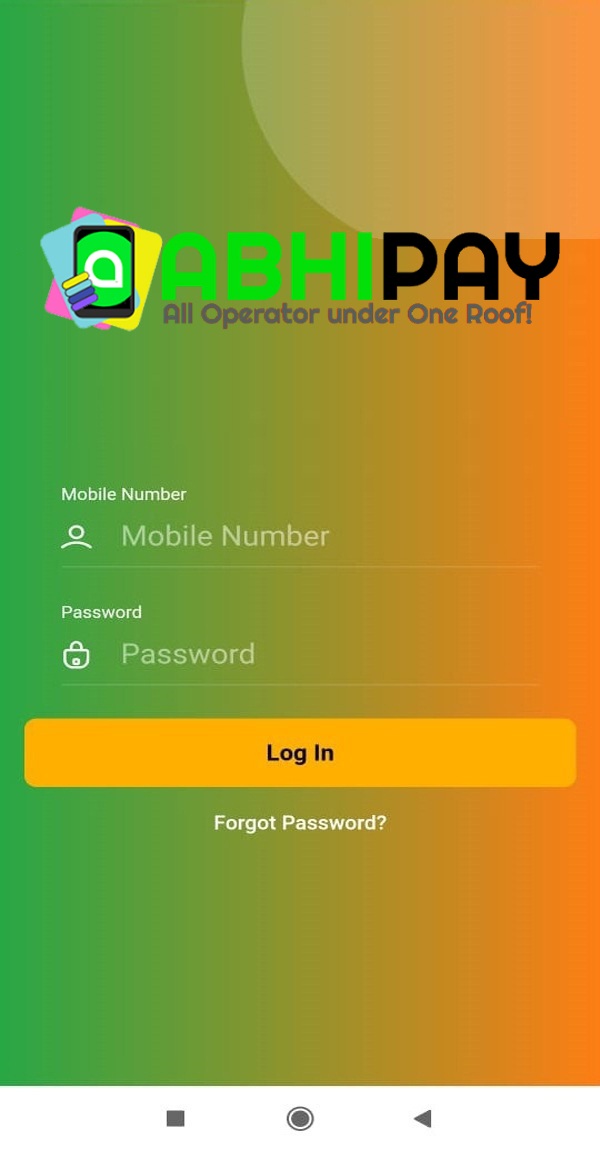 ABHIPAY
All Operator under One Roof!
Mobile Number
Mobile Number
Password
Password
Log In
Forgot Password?